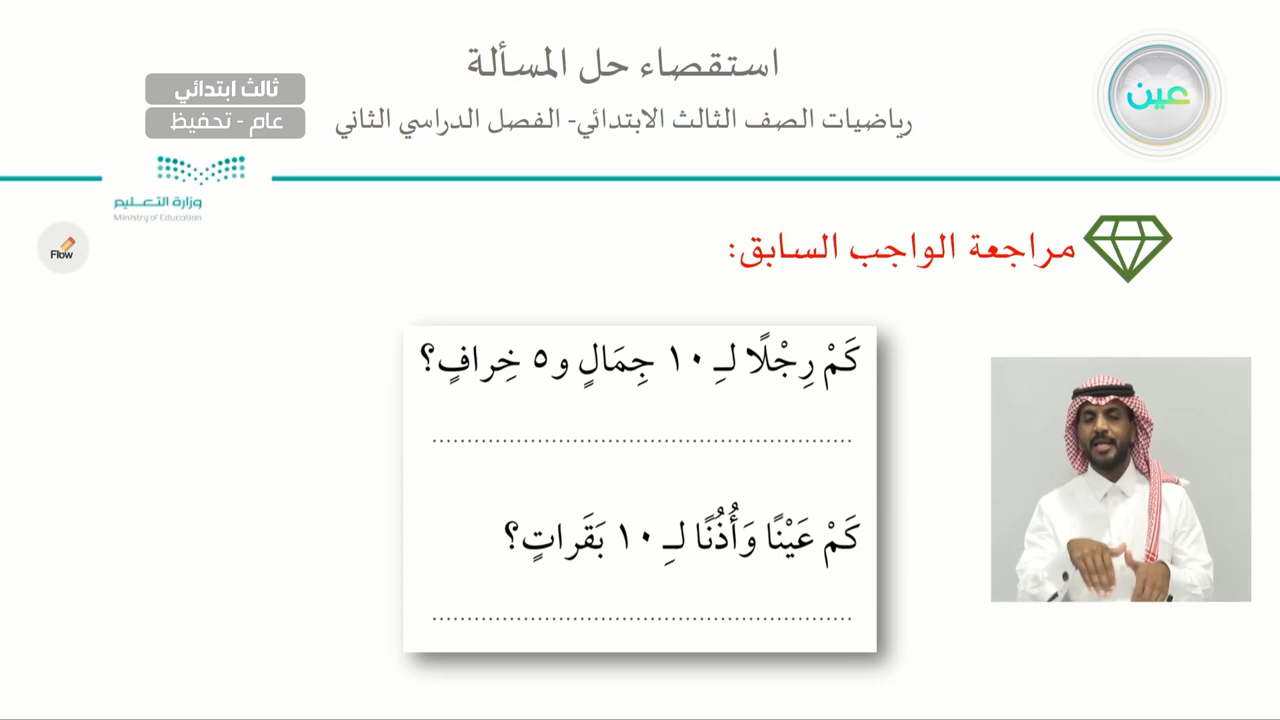 استقصاء حل المسألة
رياضيات الصف الثالث الابتدائي- الفصل الدراسي الثاني
ثالث ابتدائي
عام - تحفيظ
عين
وزارة التعليم
Ministry of Education
Flow
مراجعة الواجب السابق:
كَمْ رِجْلًا لـِ ١٠ جِمَالٍ و٥ خِرافٍ؟
كَمْ عَيْنًا وَأُذُنًا لـِ ١٠ بَقَراتٍ؟